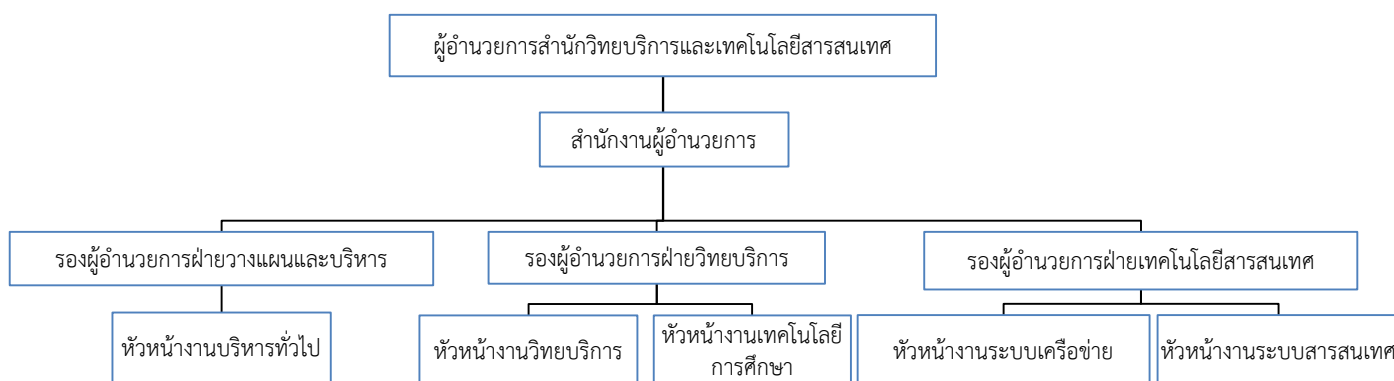 ผู้อำนวยการสำนักวิทยบริการและเทคโนโลยีสารสนเทศ
สำนักงานผู้อำนวยการ
รองผู้อำนวยการฝ่ายวางแผนและบริหาร
รองผู้อำนวยการฝ่ายวิทยบริการ
รองผู้อำนวยการฝ่ายเทคโนโลยีสารสนเทศ
หัวหน้างานบริหารทั่วไป
หัวหน้างานวิทยบริการ
หัวหน้างานเทคโนโลยี
การศึกษา
หัวหน้างานระบบเครือข่าย
หัวหน้างานระบบสารสนเทศ